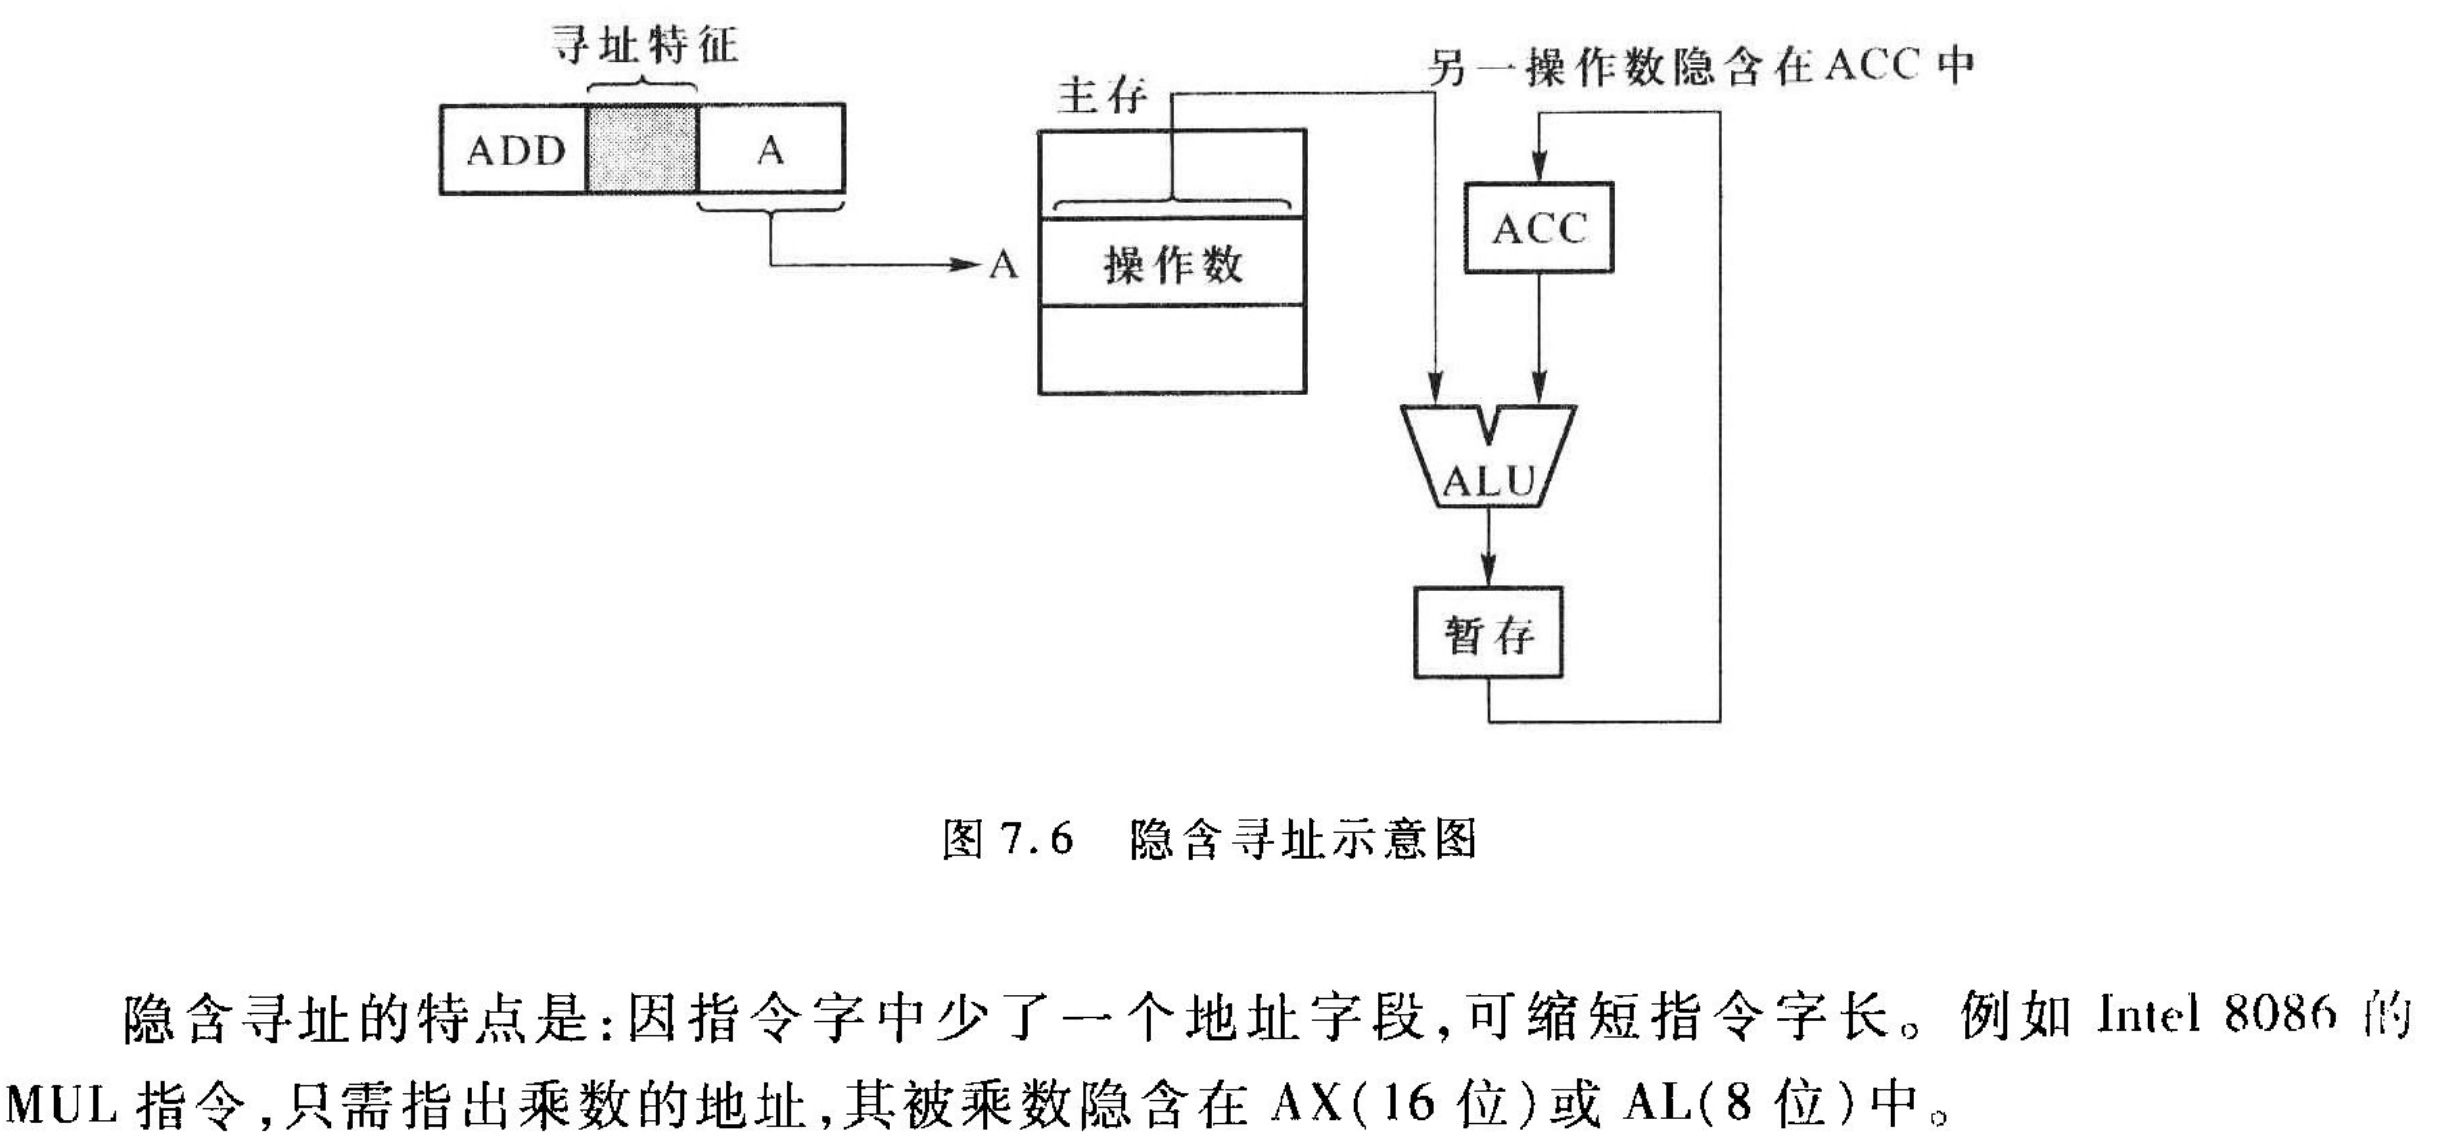 寻址特征
另一操作数隐含在ACC中
主存
ADD
A
ACC
A
操作数
ALU
暂存
图7.6 隐含寻址示意图
隐含寻址的特点是:因指令字中少了一个地址字段,可缩短指令字长。例如 Intel 8086 的
MUL 指令,只需指出乘数的地址,其被乘数隐含在 AX(16 位)或 AL(8 位)中。